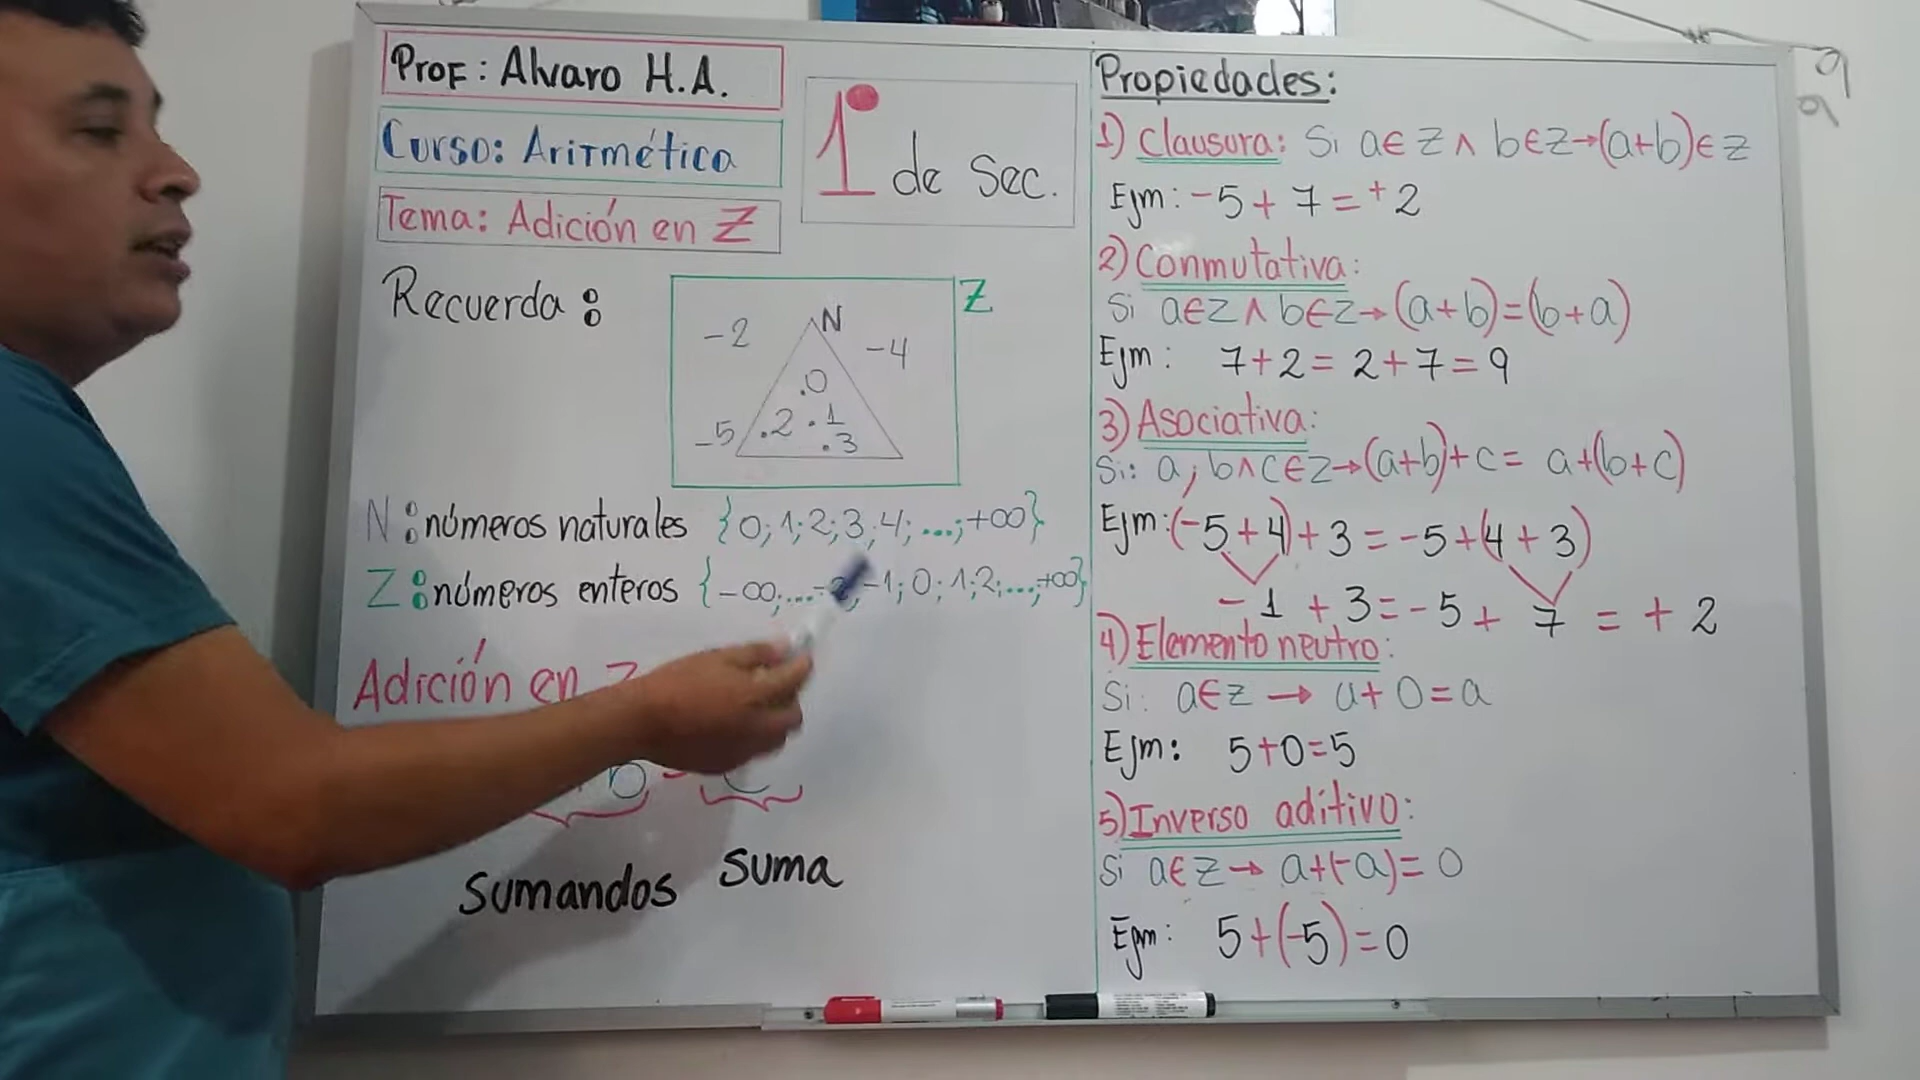 Prof: Alvaro H.A.
Curso: Aritmética
Tema: Adición en Z
1° de Sec.
Recuerda:
Z
N
-2
-4
.0
-5
.2 .1
.3
N: números naturales {0; 1; 2; 3; 4; ...; +∞}
Z: números enteros {-∞; ... -2; -1; 0; 1; 2; ...; +∞}
Adición en Z
b
Sumandos Suma
Propiedades:
1) Clausura: Si a∈Z ∧ b∈Z→(a+b)∈Z
Ejm: -5 + 7 = +2
2) Conmutativa:
Si a∈Z ∧ b∈Z→(a+b)=(b+a)
Ejm: 7+2 = 2+7 = 9
3) Asociativa:
Si: a; b∧c∈Z→(a+b)+c = a+(b+c)
Ejm: (-5+4)+3 = -5+(4+3)
-1 + 3 = -5 + 7 = + 2
4) Elemento neutro:
Si: a∈Z → a+0=a
Ejm: 5+0=5
5) Inverso aditivo:
Si a∈Z → a+(-a)=0
Ejm: 5+(-5)=0